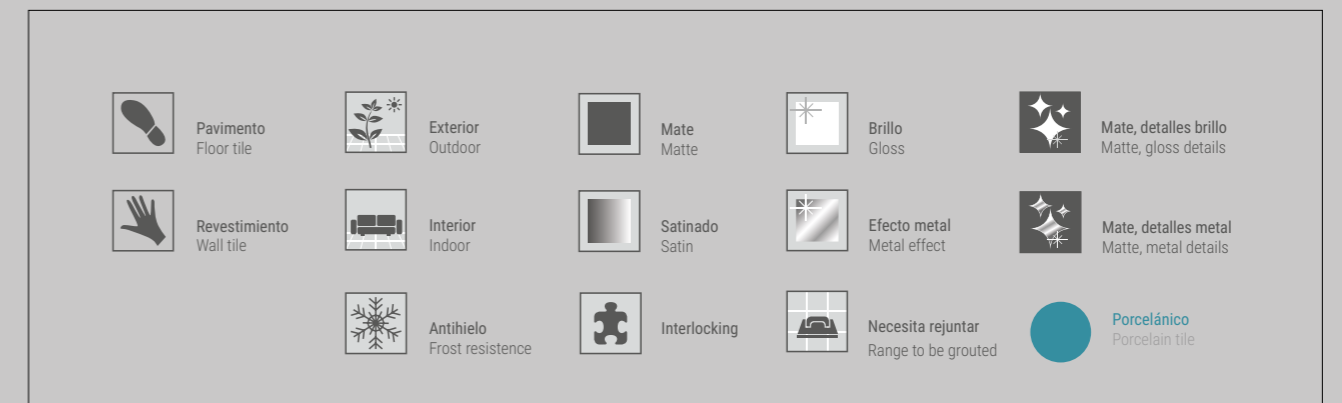 Pavimento
Floor tile
Exterior
Outdoor
Mate
Matte
Brillo
Gloss
Mate, detalles brillo
Matte, gloss details
Revestimiento
Wall tile
Interior
Indoor
Satinado
Satin
Efecto metal
Metal effect
Mate, detalles metal
Matte, metal details
Antihielo
Frost resistence
Interlocking
Necesita rejuntar
Range to be grouted
Porcelánico
Porcelain tile